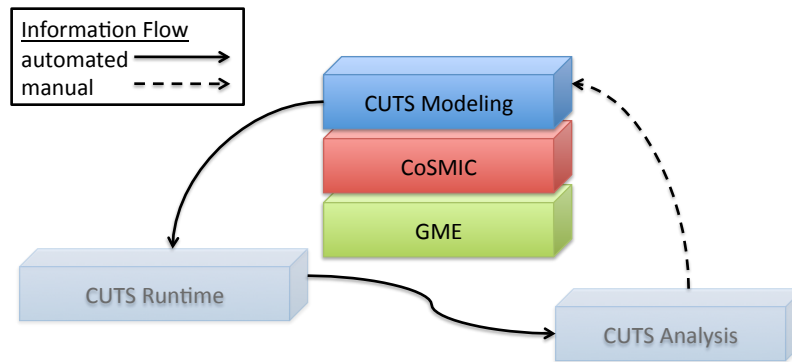 Information Flow
automated
manual
CUTS Modeling
CoSMIC
GME
CUTS Runtime
CUTS Analysis